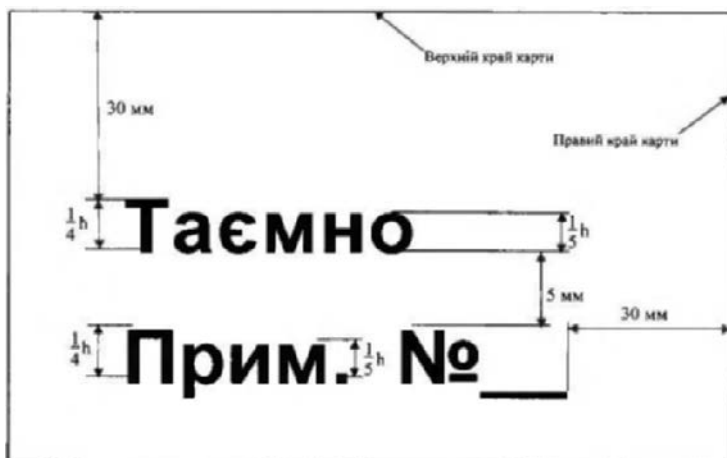 Верхній край карти
30 мм
Правий край карти
1/4 h
Таємно
1/5 h
5 мм
30 мм
1/4 h
Прим.
1/5 h
№__